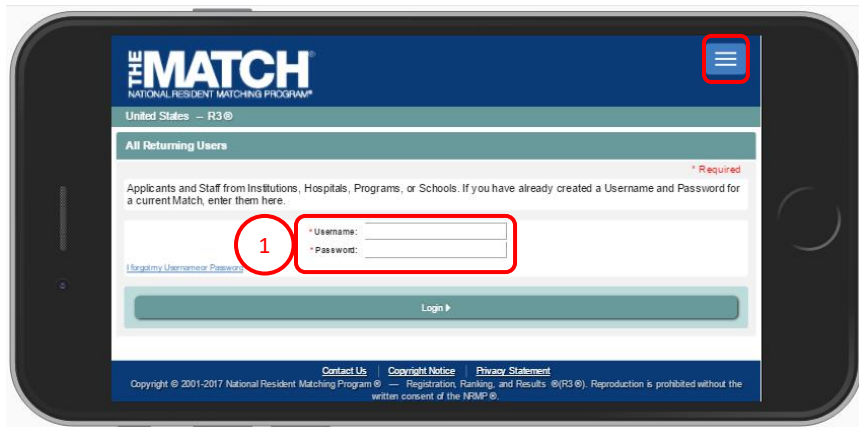 THE MATCH®
NATIONAL RESIDENT MATCHING PROGRAM®
United States – R3®
All Returning Users
* Required
Applicants and Staff from Institutions, Hospitals, Programs, or Schools. If you have already created a Username and Password for
a current Match, enter them here.
* Username:
1
* Password:
I forgot my Username or Password
Login
Contact Us | Copyright Notice | Privacy Statement
Copyright © 2001-2017 National Resident Matching Program ® — Registration, Ranking, and Results ®(R3®). Reproduction is prohibited without the
written consent of the NRMP®.